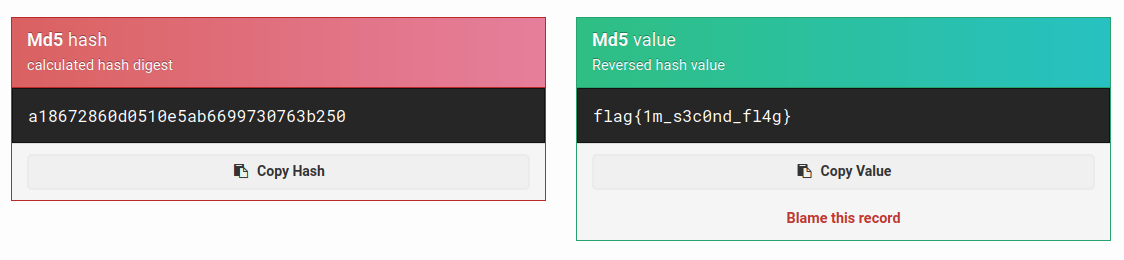 Md5 hash
calculated hash digest
a18672860d0510e5ab6699730763b250
Copy Hash
Md5 value
Reversed hash value
flag{1m_s3c0nd_fl4g}
Copy Value
Blame this record